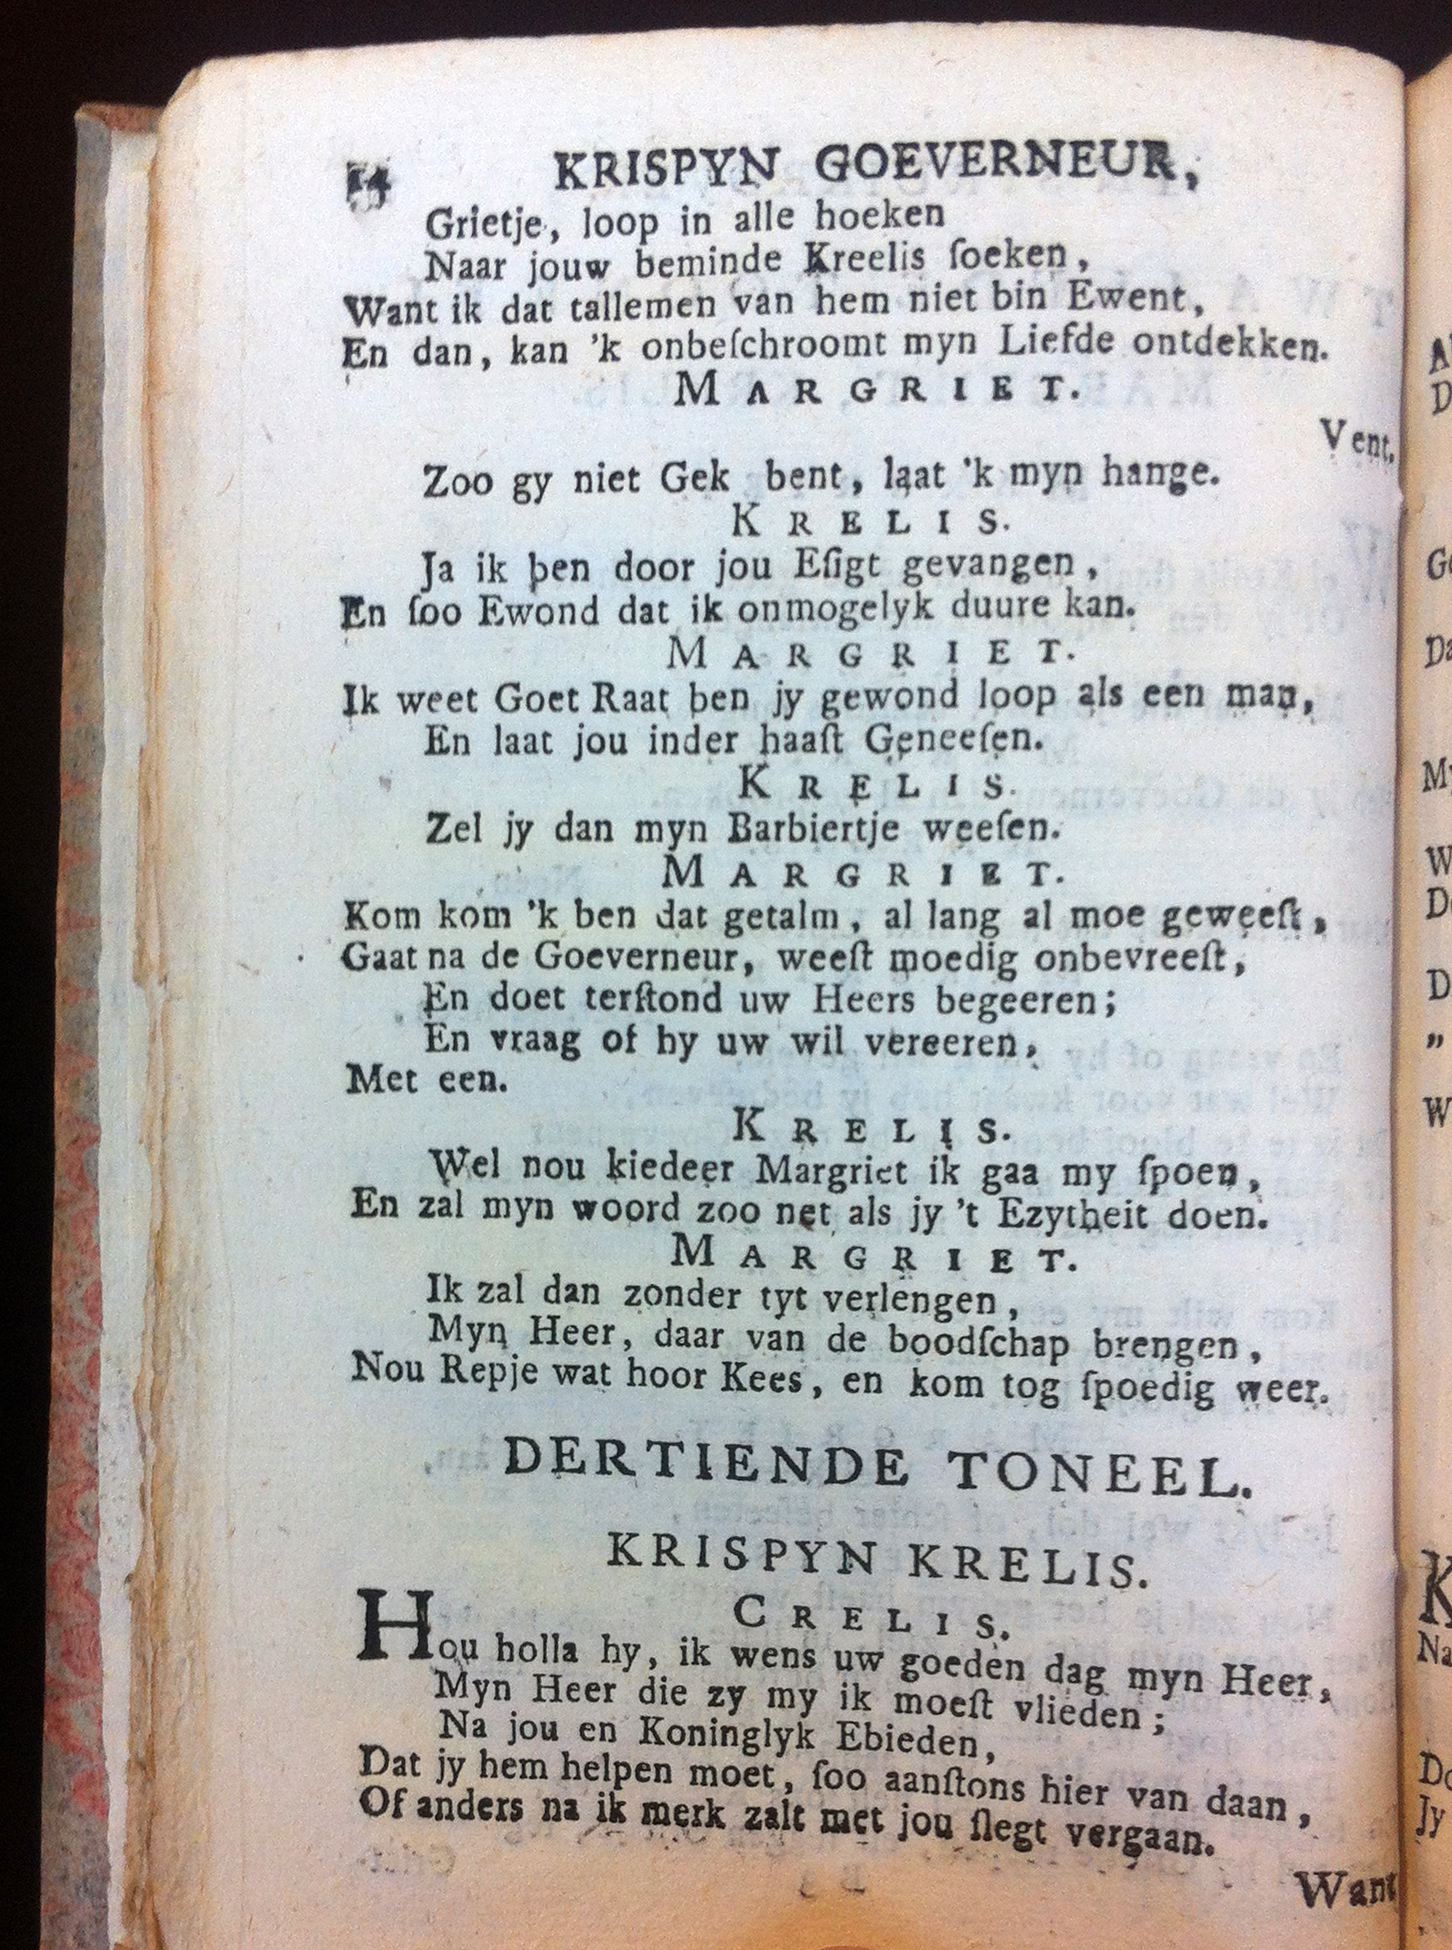 14 KRISPYN GOEVERNEUR,
Grietje, loop in alle hoeken
Naar jouw beminde Kreelis ſoeken,
Want ik dat tallemen van hem niet bin Ewent,
En dan, kan 'k onbeſchroomt myn Liefde ontdekken.
MARGRIET.
Vent,
Zoo gy niet Gek bent, laat 'k myn hange.
KRELIS.
Ja ik ben door jou Eſigt gevangen,
En ſoo Ewond dat ik onmogelyk duure kan.
MARGRIET.
Ik weet Goet Raat ben jy gewond loop als een man,
En laat jou inder haaſt Geneeſen.
KRELIS.
Zel jy dan myn Barbiertje weeſen.
MARGRIET.
Kom kom 'k ben dat getalm, al lang al moe geweeſt,
Gaat na de Goeverneur, weeſt moedig onbevreeſt,
En doet terſtond uw Heers begeeren;
En vraag of hy uw wil vereeren,
Met een.
KRELIS.
Wel nou kiedeer Margriet ik gaa my ſpoen,
En zal myn woord zoo net als jy 't Ezytheit doen.
MARGRIET.
Ik zal dan zonder tyt verlengen,
Myn Heer, daar van de boodſchap brengen,
Nou Repje wat hoor Kees, en kom tog ſpoedig weer.
DERTIENDE TONEEL.
KRISPYN KRELIS.
CRELIS.
Hou holla hy, ik wens uw goeden dag myn Heer,
Myn Heer die zy my ik moeſt vlieden;
Na jou en Koninglyk Ebieden,
Dat jy hem helpen moet, ſoo aanſtons hier van daan,
Of anders na ik merk zalt met jou ſlegt vergaan.
Want